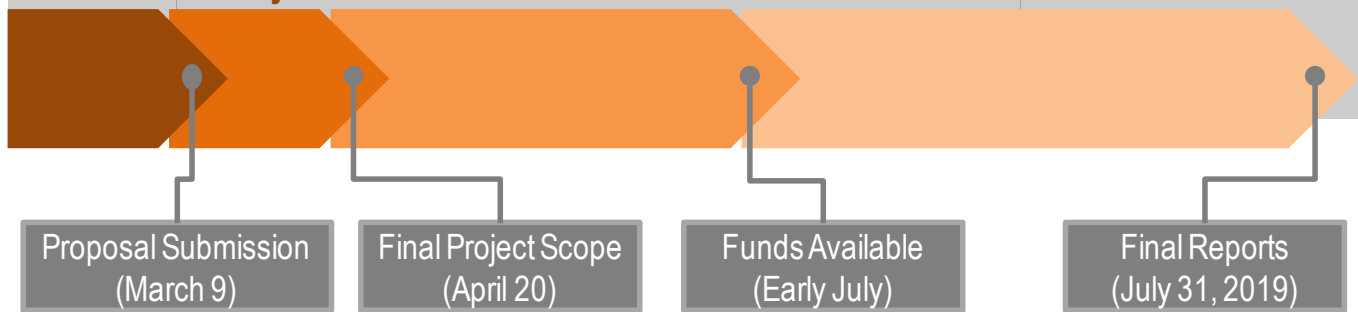 Proposal Submission
(March 9)
Final Project Scope
(April 20)
Funds Available
(Early July)
Final Reports
(July 31, 2019)